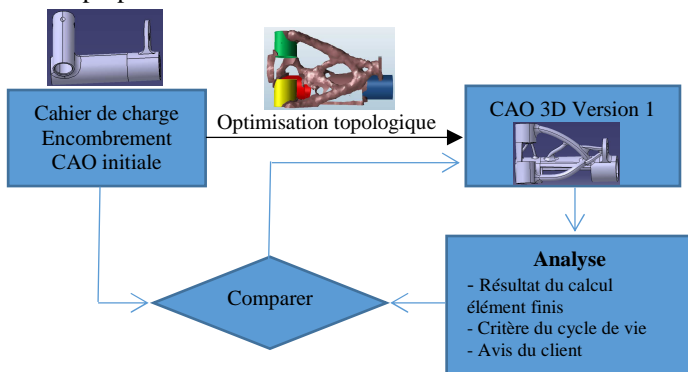 Cahier de charge
Encombrement
CAO initiale
Optimisation topologique
CAO 3D Version 1
Analyse
- Résultat du calcul
élément finis
- Critère du cycle de vie
- Avis du client
Comparer